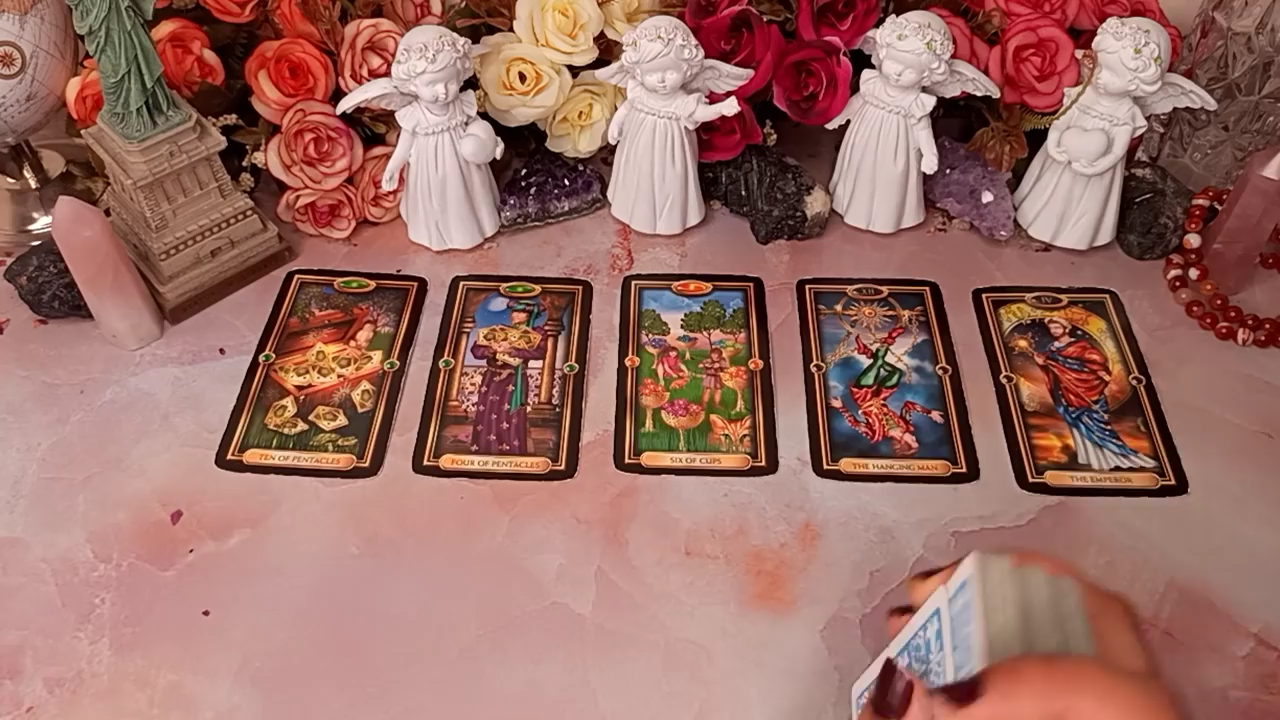 TEN OF PENTACLES
FOUR OF PENTACLES
SIX OF CUPS
XII
THE HANGING MAN
IV
THE EMPEROR